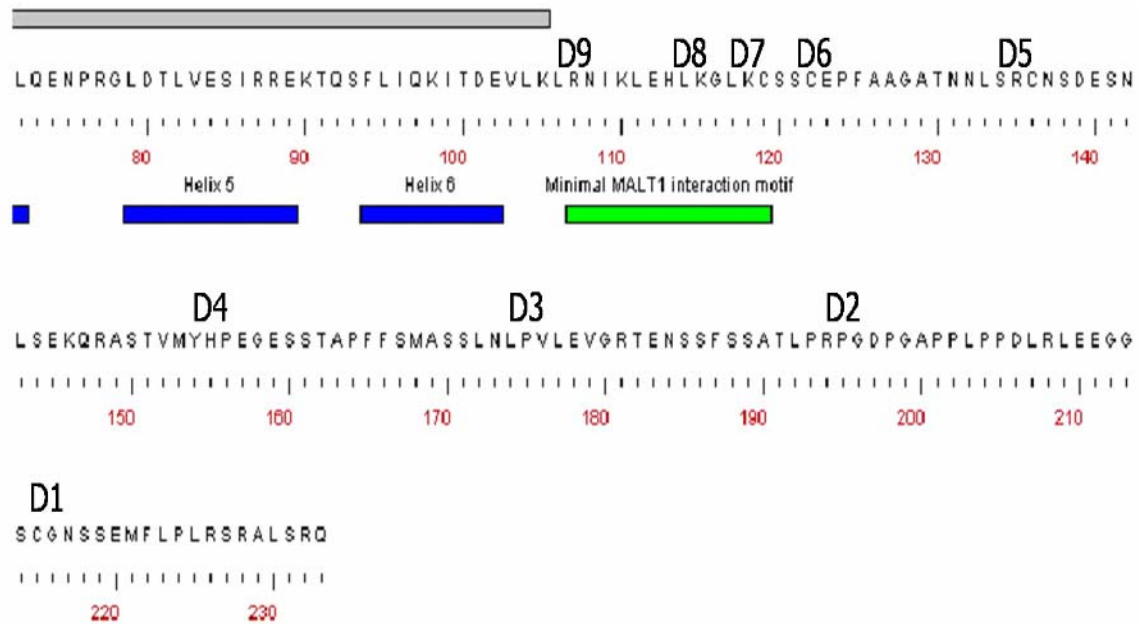 D9 D8 D7 D6 D5
LQENPRGLDTLVESIRREKTQSFLIQKITDEVLKLRNIKLEHLKGLKCSSCEPFAAGATNNLSRCNSDESN
80 90 100 110 120 130 140
Helix 5 Helix 6 Minimal MALT1 interaction motif
D4 D3 D2
LSEKQRASTVMYHPEGESSTAPFFSMASSLNLPVLEVGRTENSSFSSATLPRPGDPGAPPLPPDLRLEEGG
150 160 170 180 190 200 210
D1
SCGNSSEMFLPLRSRALSRQ
220 230